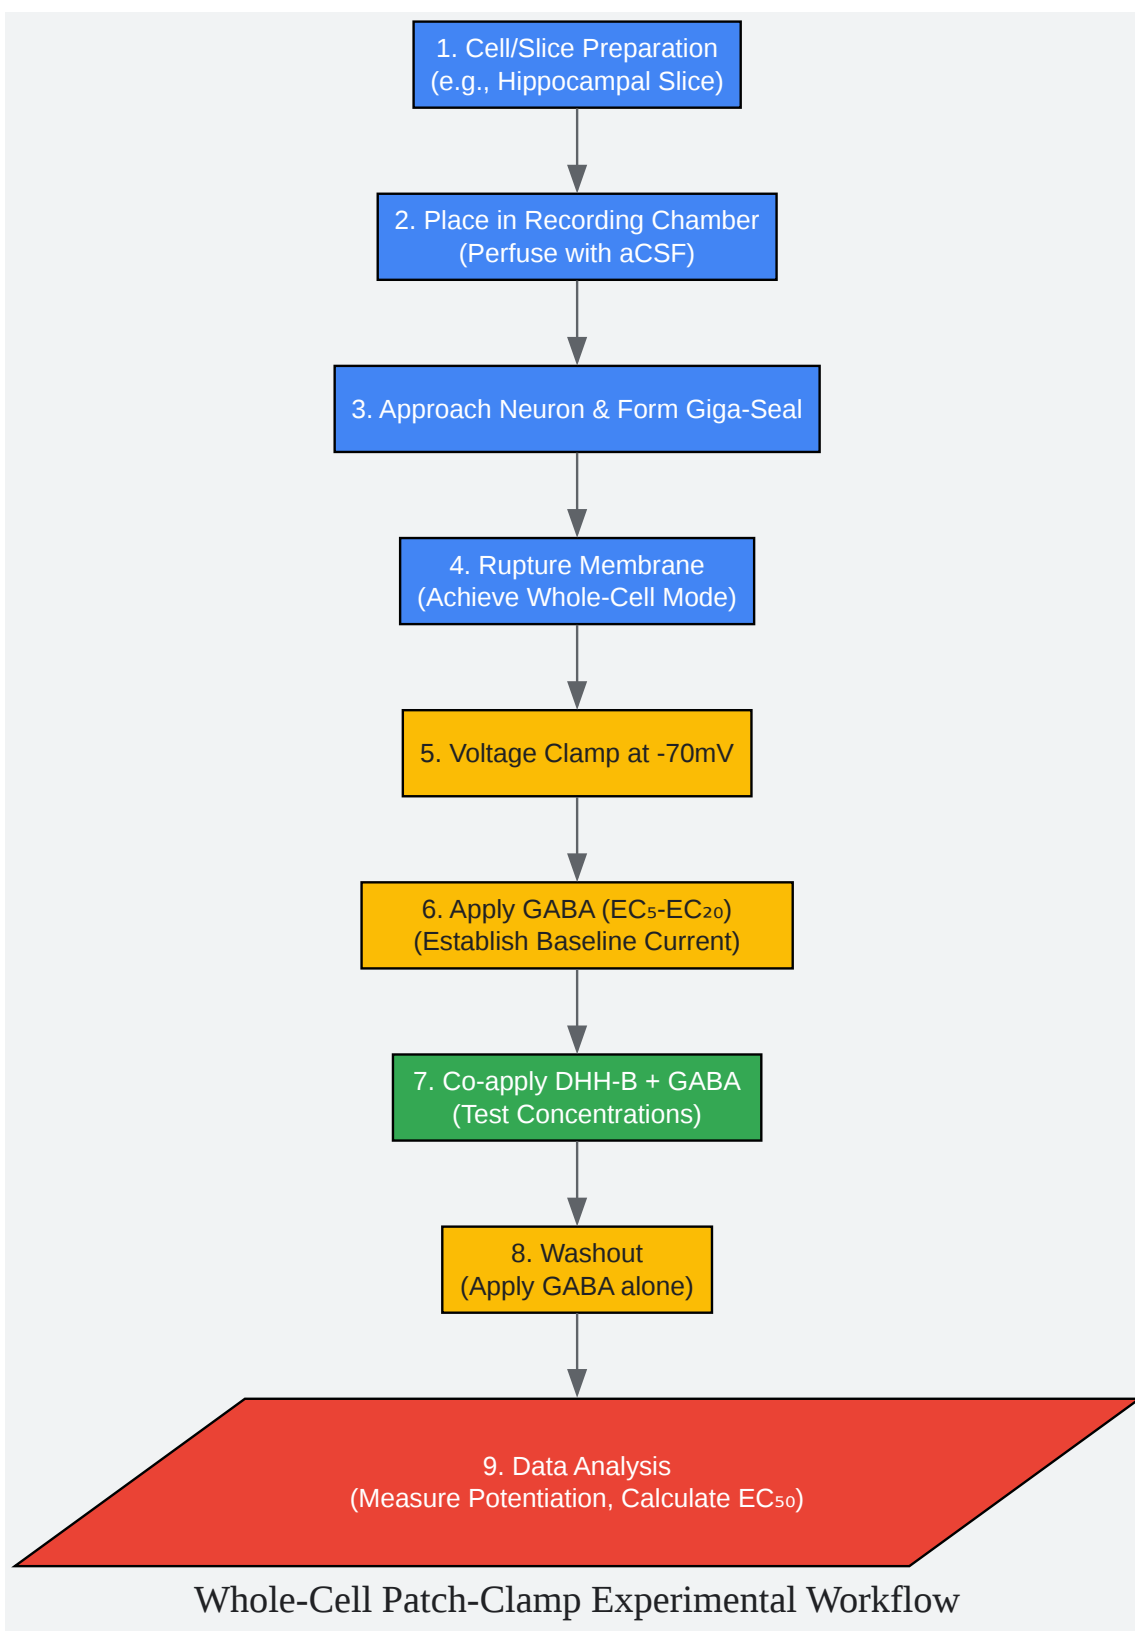 1. Cell/Slice Preparation
(e.g., Hippocampal Slice)
2. Place in Recording Chamber
(Perfuse with aCSF)
3. Approach Neuron & Form Giga-Seal
4. Rupture Membrane
(Achieve Whole-Cell Mode)
5. Voltage Clamp at -70mV
6. Apply GABA (EC₅-EC₂₀)
(Establish Baseline Current)
7. Co-apply DHH-B + GABA
(Test Concentrations)
8. Washout
(Apply GABA alone)
9. Data Analysis
(Measure Potentiation, Calculate EC₅₀)
Whole-Cell Patch-Clamp Experimental Workflow